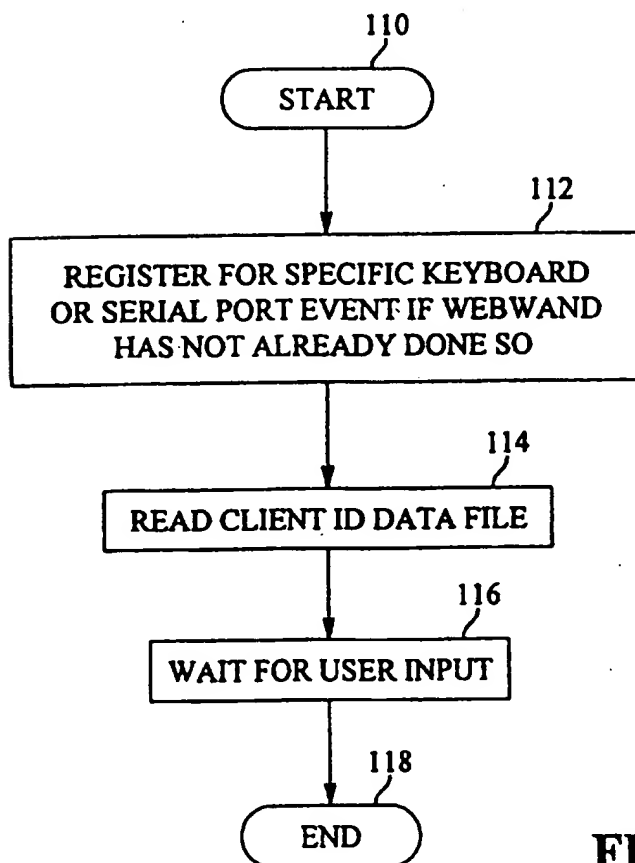 110
START
112
REGISTER FOR SPECIFIC KEYBOARD
OR SERIAL PORT EVENT IF WEBWAND
HAS NOT ALREADY DONE SO
114
READ CLIENT ID DATA FILE
116
WAIT FOR USER INPUT
118
END